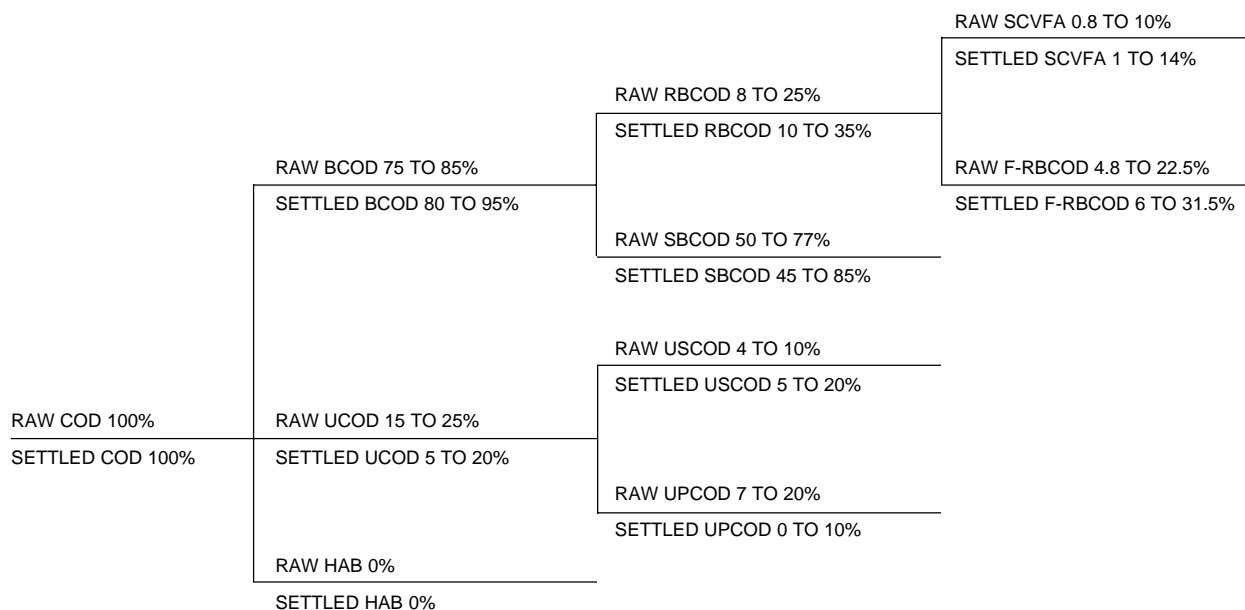 RAW SCVFA 0.8 TO 10%
SETTLED SCVFA 1 TO 14%
RAW RBCOD 8 TO 25%
SETTLED RBCOD 10 TO 35%
RAW BCOD 75 TO 85%
SETTLED BCOD 80 TO 95%
RAW F-RBCOD 4.8 TO 22.5%
SETTLED F-RBCOD 6 TO 31.5%
RAW SBCOD 50 TO 77%
SETTLED SBCOD 45 TO 85%
RAW USCOD 4 TO 10%
SETTLED USCOD 5 TO 20%
RAW COD 100%
SETTLED COD 100%
RAW UCOD 15 TO 25%
SETTLED UCOD 5 TO 20%
RAW UPCOD 7 TO 20%
SETTLED UPCOD 0 TO 10%
RAW HAB 0%
SETTLED HAB 0%